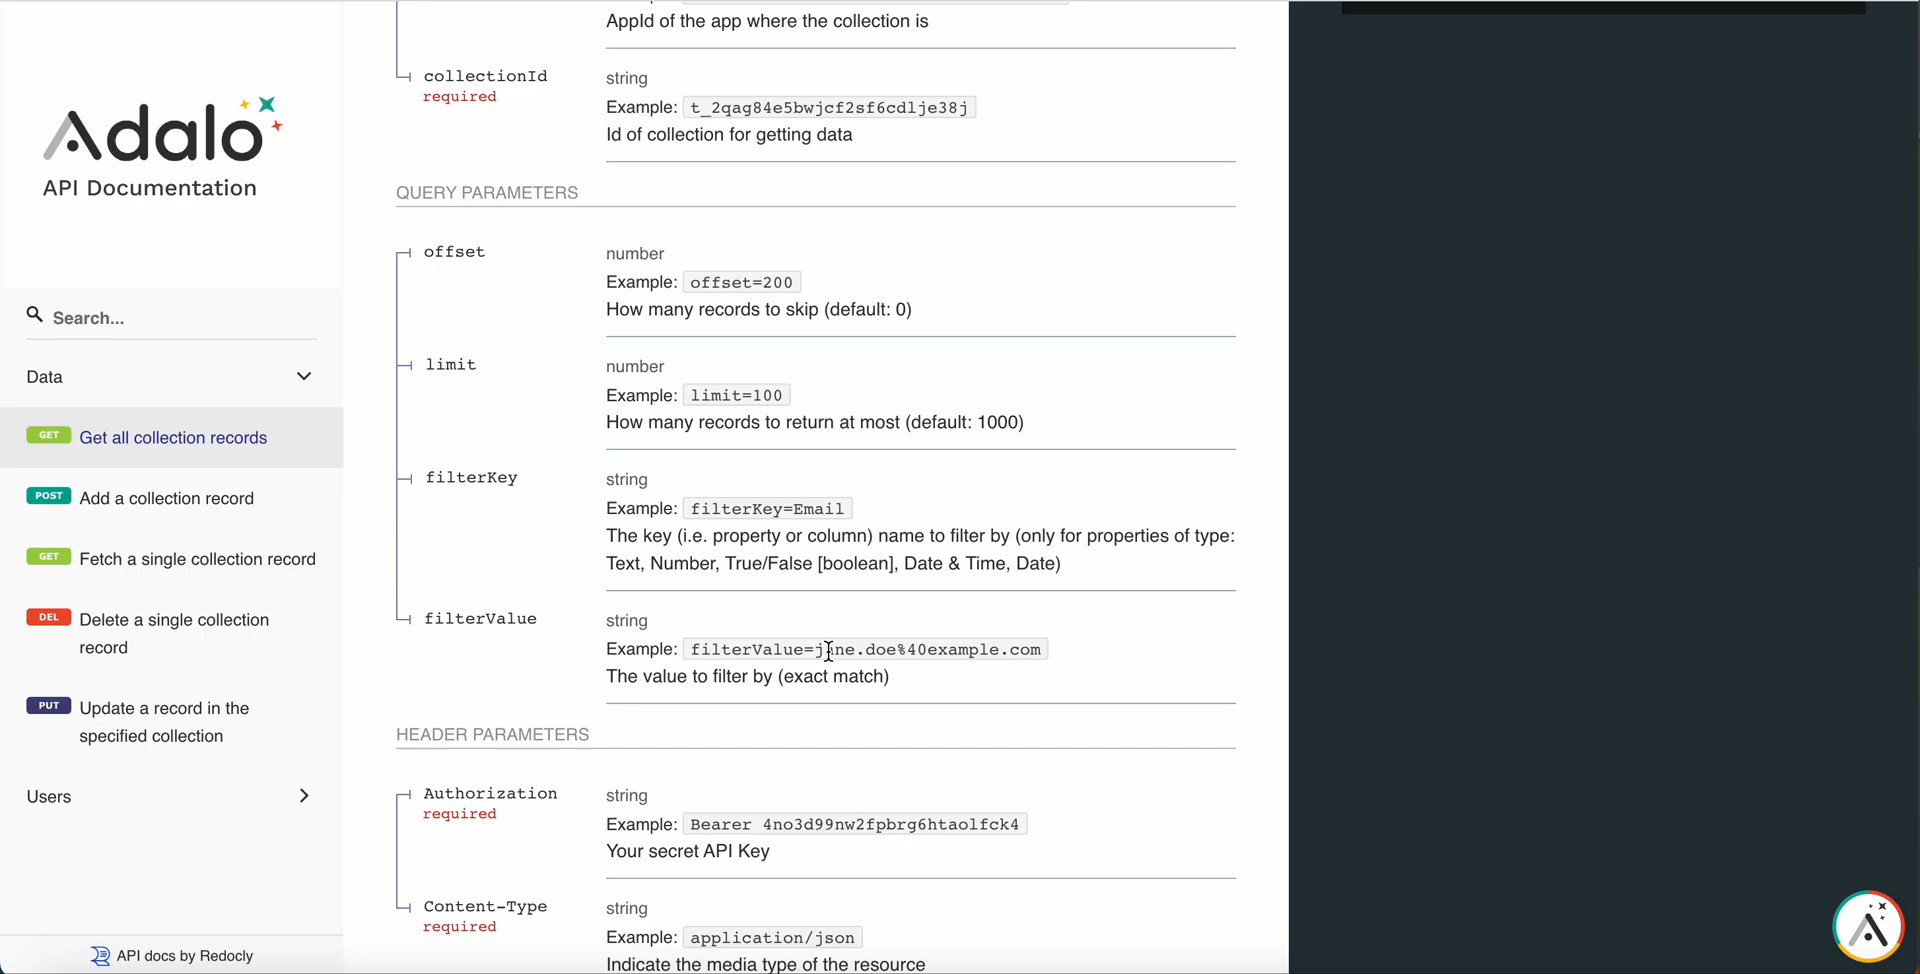 Adalo
API Documentation
Search...
Data
GET Get all collection records
POST Add a collection record
GET Fetch a single collection record
DEL Delete a single collection
record
PUT Update a record in the
specified collection
Users
API docs by Redocly
AppId of the app where the collection is
collectionId
required
string
Example: t_2qag84e5bwjcf2sf6cdlje38j
Id of collection for getting data
QUERY PARAMETERS
offset
number
Example: offset=200
How many records to skip (default: 0)
limit
number
Example: limit=100
How many records to return at most (default: 1000)
filterKey
string
Example: filterKey=Email
The key (i.e. property or column) name to filter by (only for properties of type:
Text, Number, True/False [boolean], Date & Time, Date)
filterValue
string
Example: filterValue=jane.doe%40example.com
The value to filter by (exact match)
HEADER PARAMETERS
Authorization
required
string
Example: Bearer 4no3d99nw2fpbrg6htaolfck4
Your secret API Key
Content-Type
required
string
Example: application/json
Indicate the media type of the resource